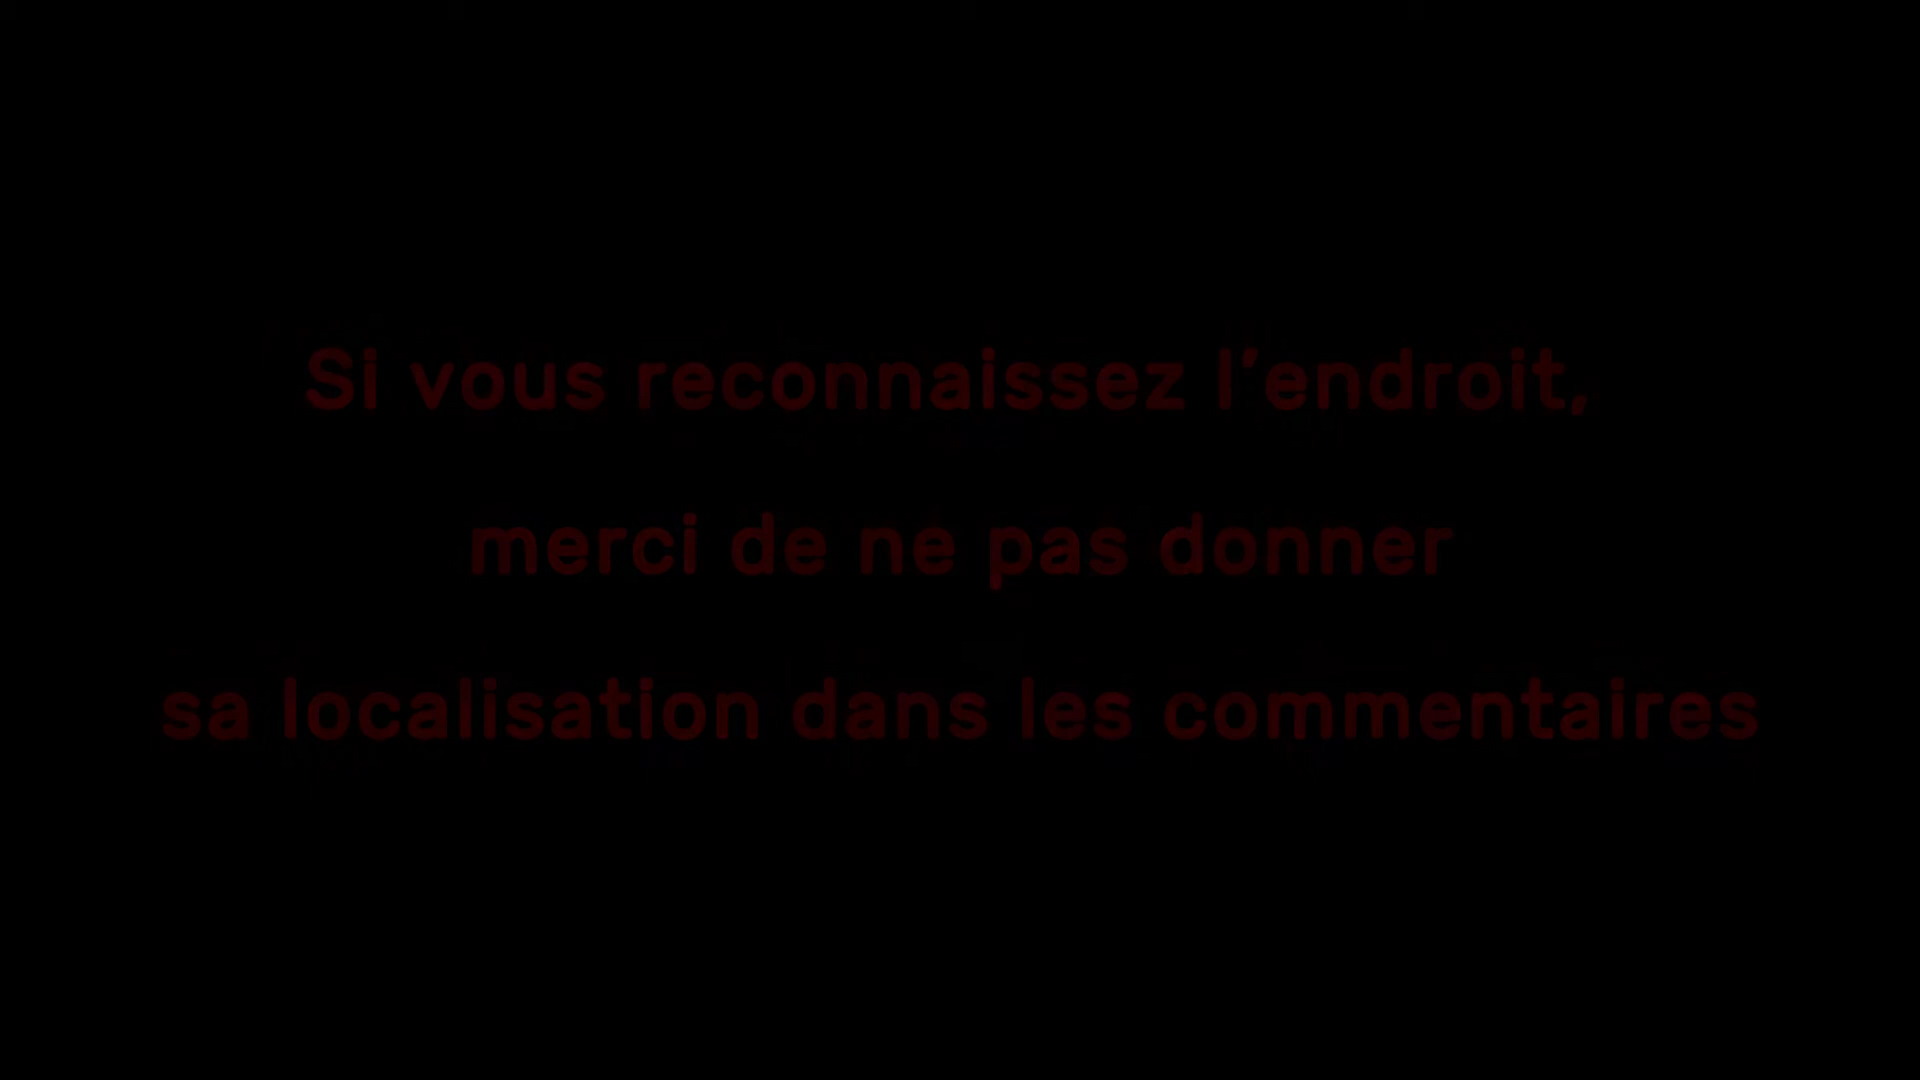 Si vous reconnaissez l'endroit,
merci de ne pas donner
sa localisation dans les commentaires